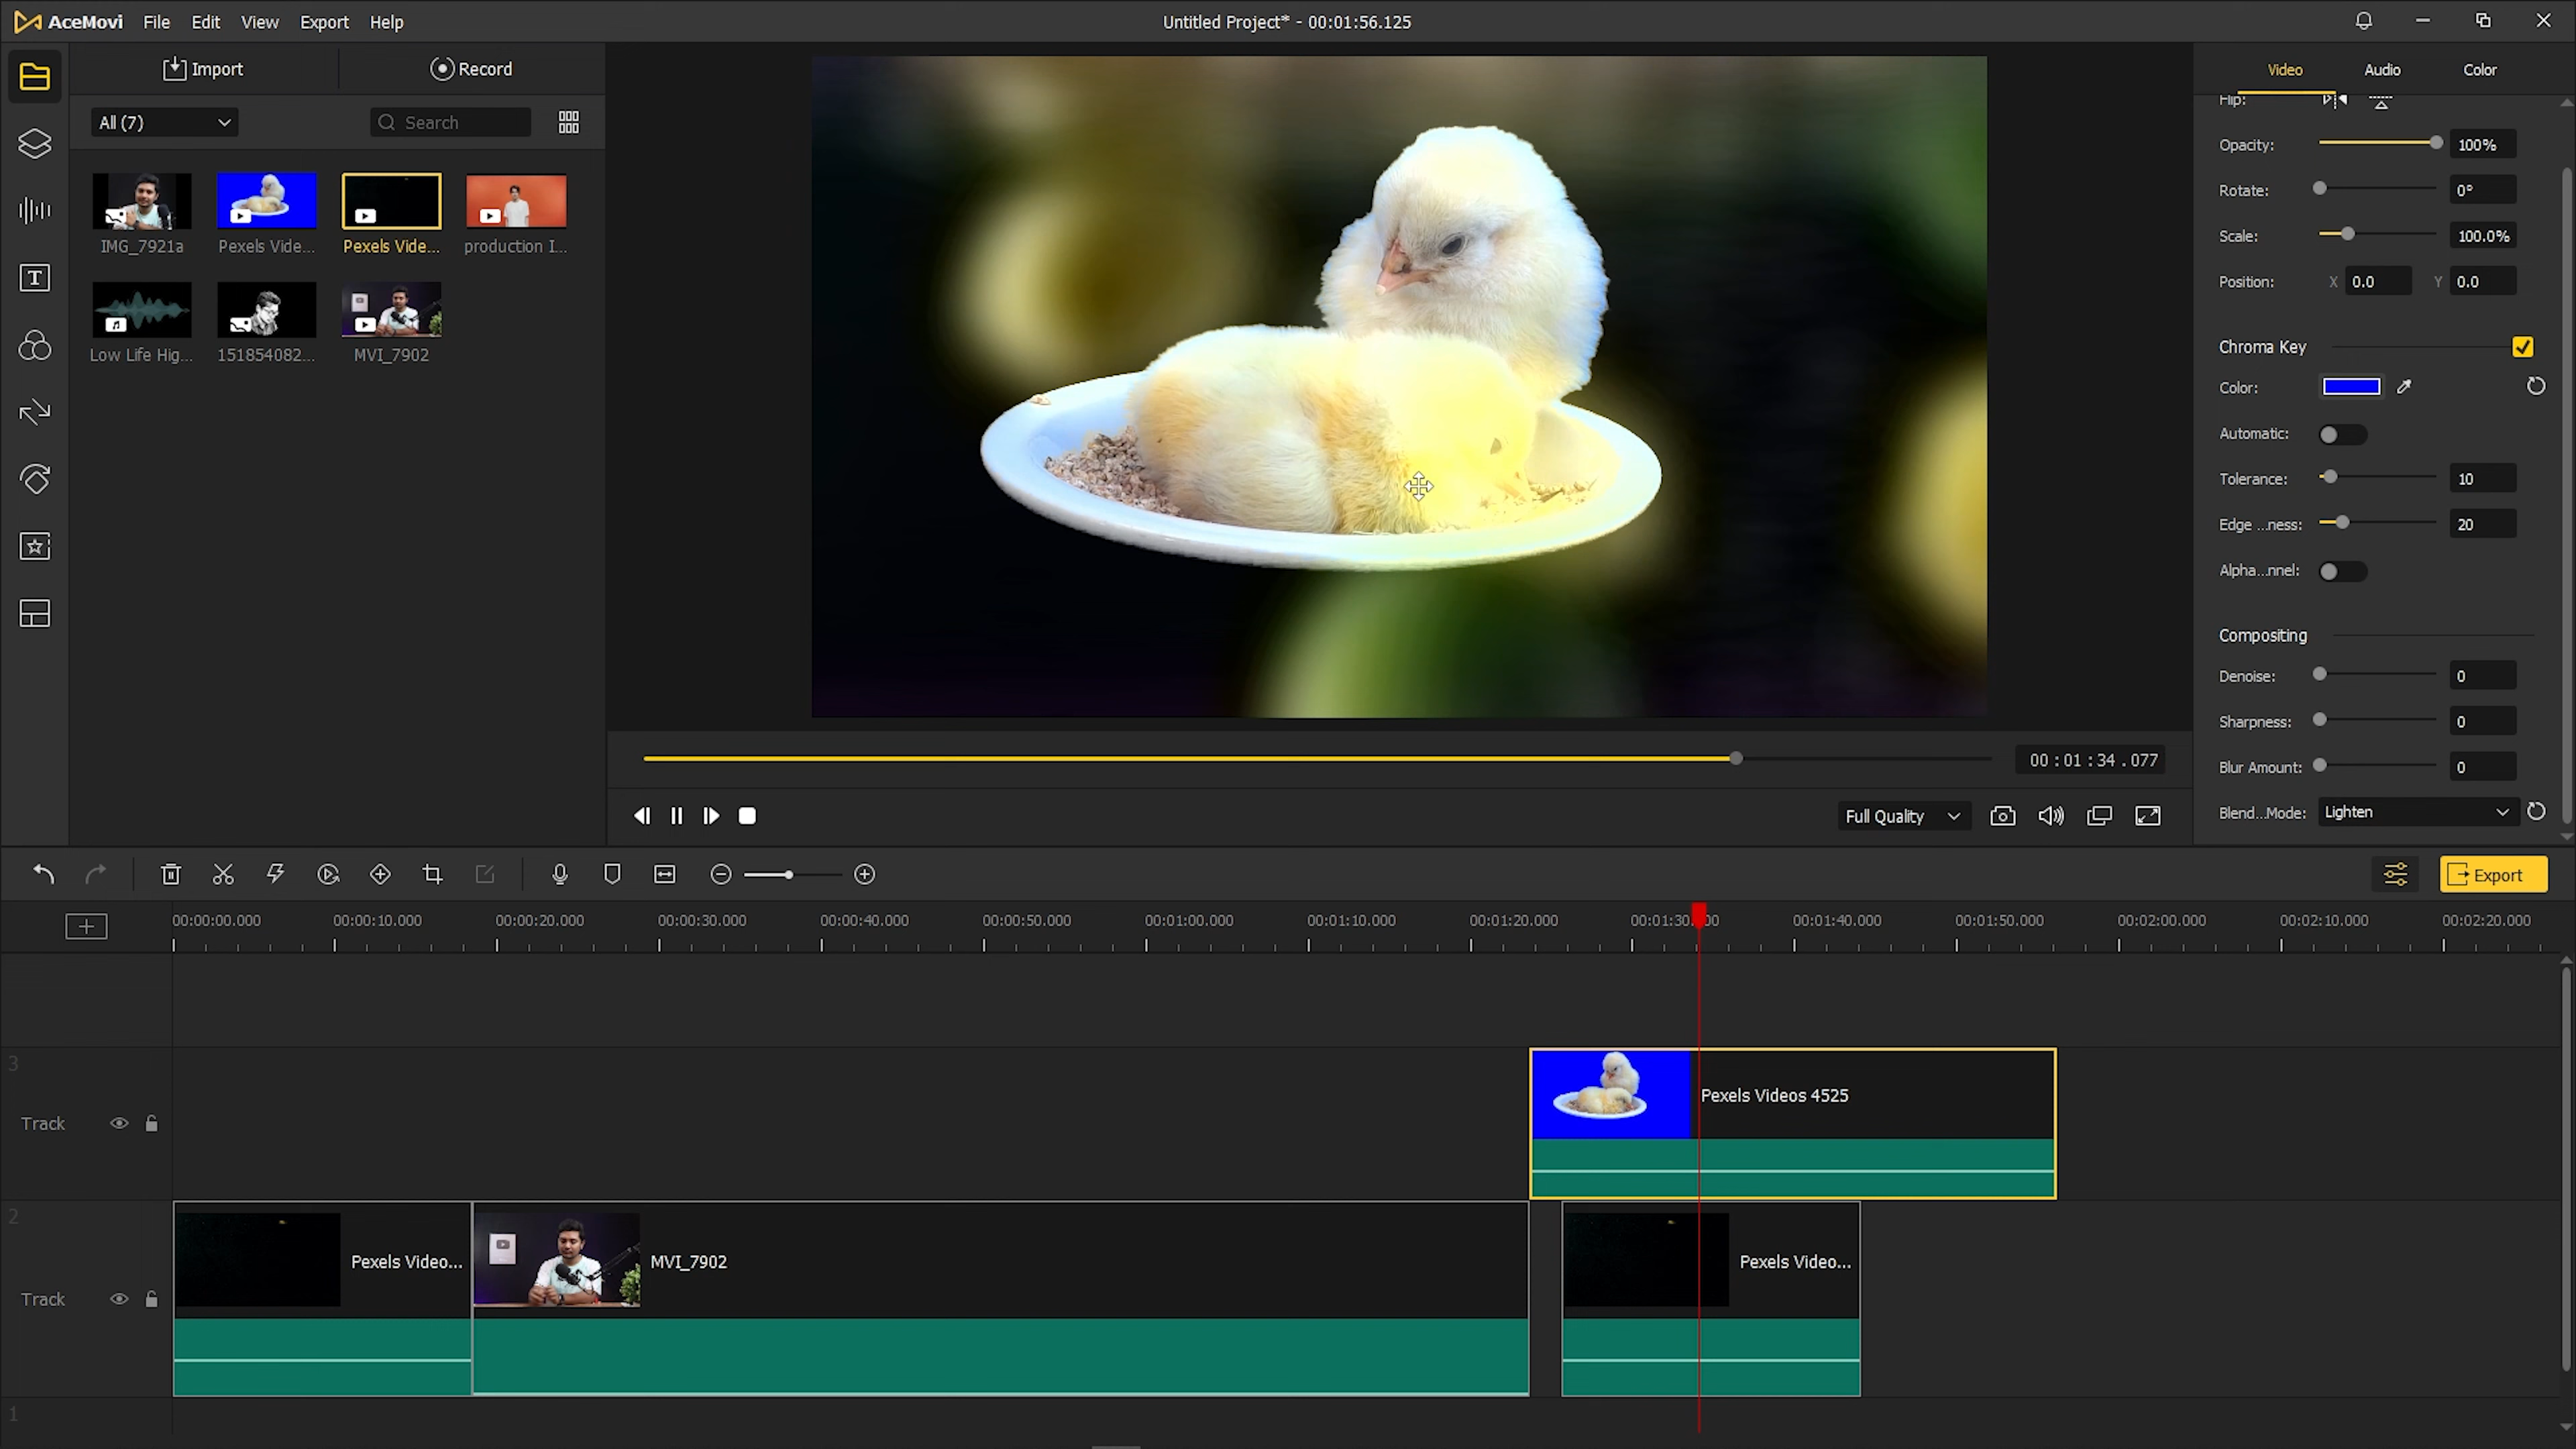 AceMovi File Edit View Export Help Untitled Project* - 00:01:56.125
Import Record
All (7) Search
IMG_7921a Pexels Vide... Pexels Vide... production I...
Low Life Hig... 151854082... MVI_7902
Video Audio Color
Flip:
Opacity: 100%
Rotate: 0°
Scale: 100.0%
Position: X 0.0 Y 0.0
Chroma Key
Color:
Automatic:
Tolerance: 10
Edge ...ness: 20
Alpha...nnel:
Compositing
Denoise: 0
Sharpness: 0
Blur Amount: 0
Blend...Mode: Lighten
00 : 01 : 34 . 077
Full Quality
Export
00:00:00.000 00:00:10.000 00:00:20.000 00:00:30.000 00:00:40.000 00:00:50.000 00:01:00.000 00:01:10.000 00:01:20.000 00:01:30.000 00:01:40.000 00:01:50.000 00:02:00.000 00:02:10.000 00:02:20.000
3
Track
Pexels Videos 4525
2
Track
Pexels Video...
MVI_7902
Pexels Video...
1